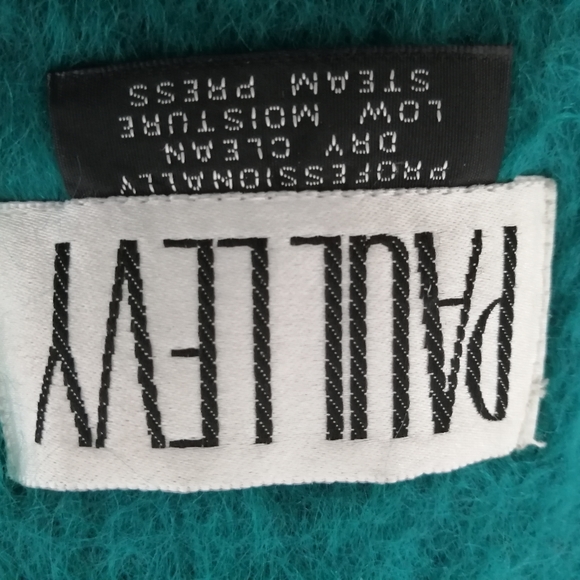 PAUL LEVY
PROFESSIONALLY
DRY CLEAN
LOW MOISTURE
STEAM PRESS